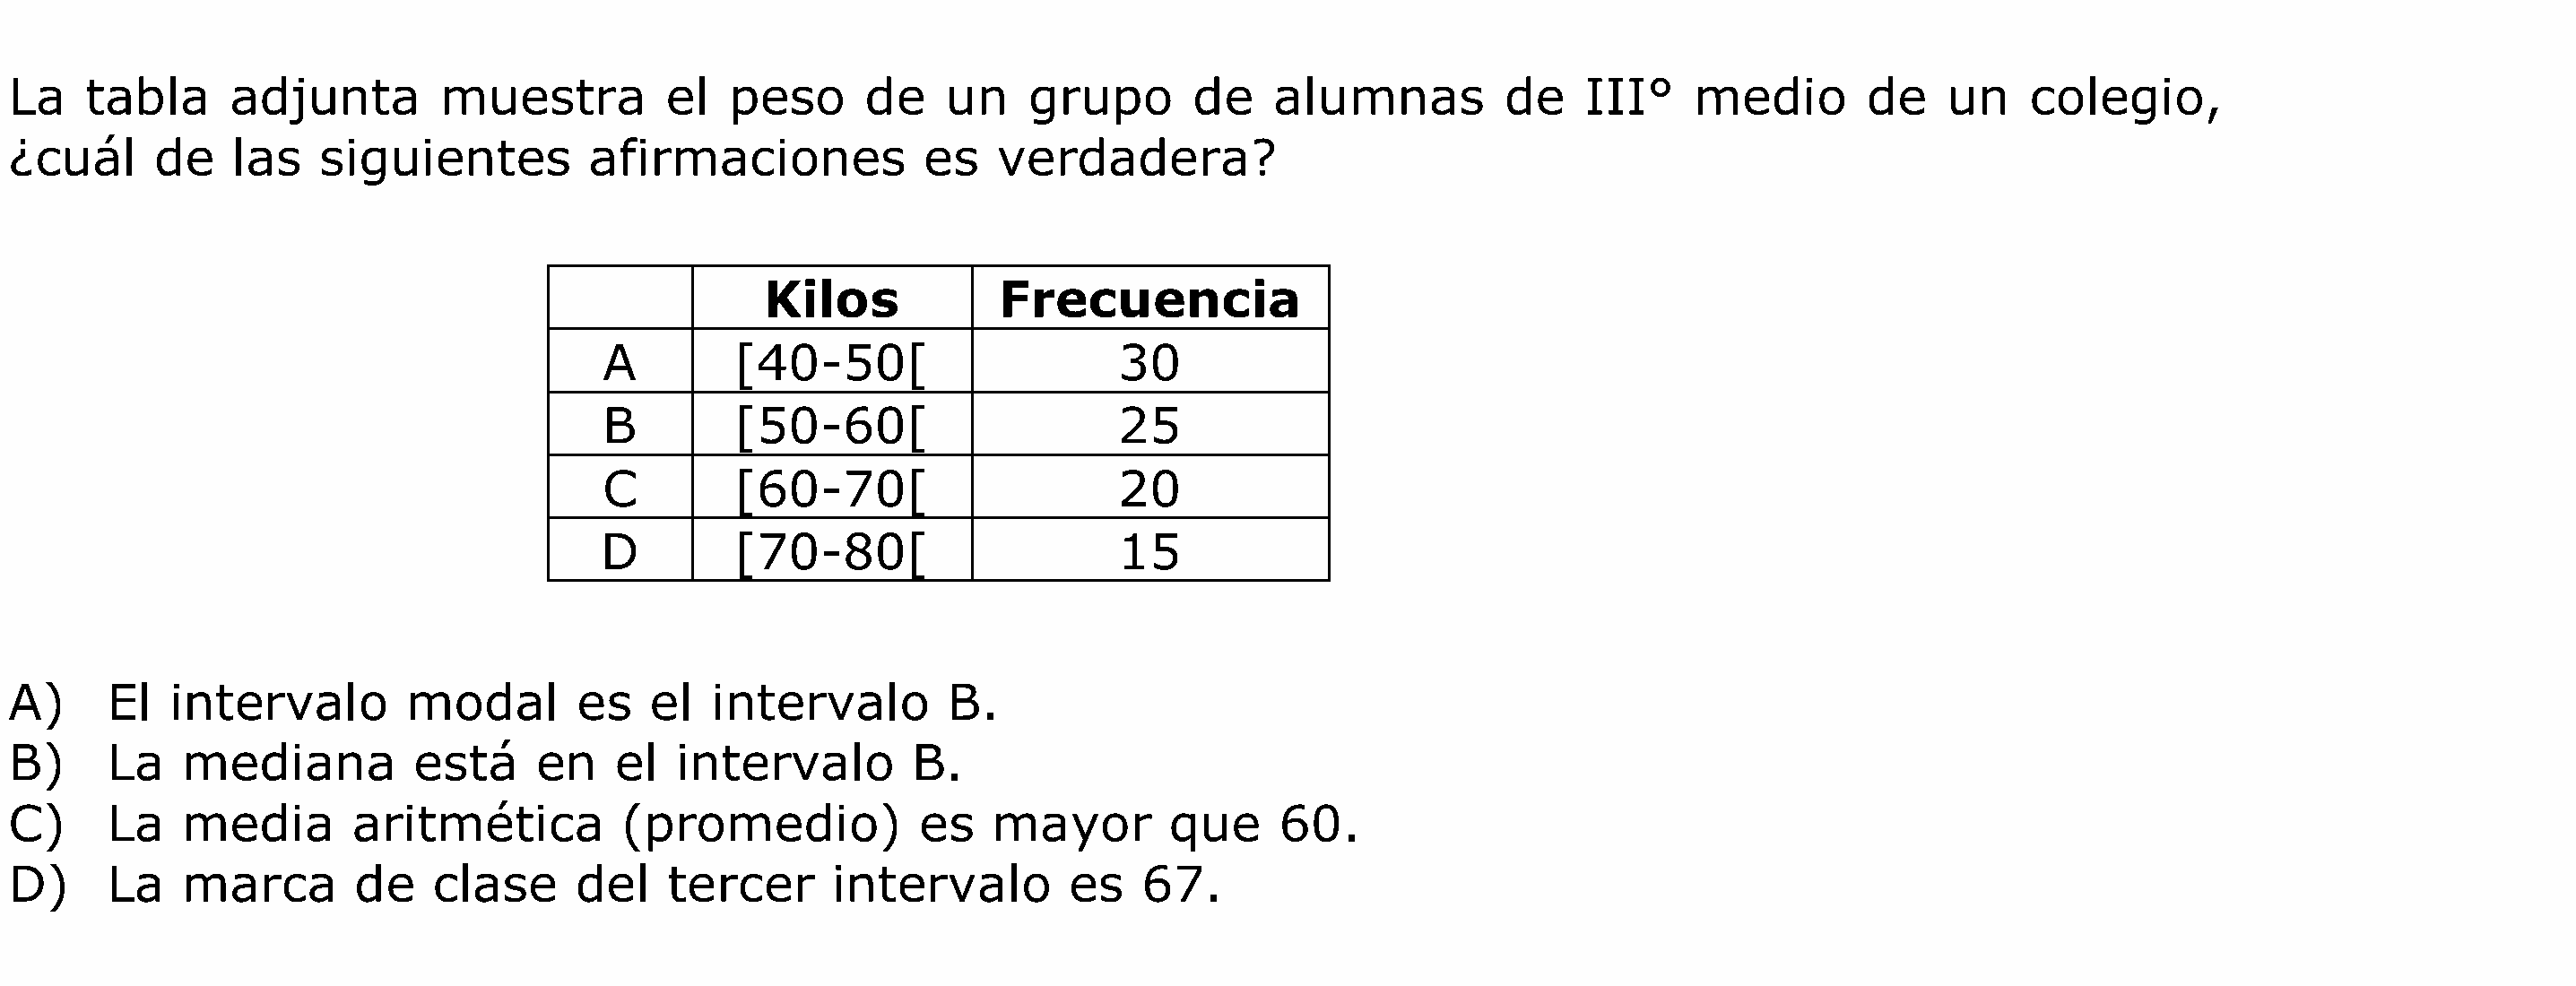 La tabla adjunta muestra el peso de un grupo de alumnas de III° medio de un colegio,
¿cuál de las siguientes afirmaciones es verdadera?
Kilos Frecuencia
A [40-50[ 30
B [50-60[ 25
C [60-70[ 20
D [70-80[ 15
A) El intervalo modal es el intervalo B.
B) La mediana está en el intervalo B.
C) La media aritmética (promedio) es mayor que 60.
D) La marca de clase del tercer intervalo es 67.